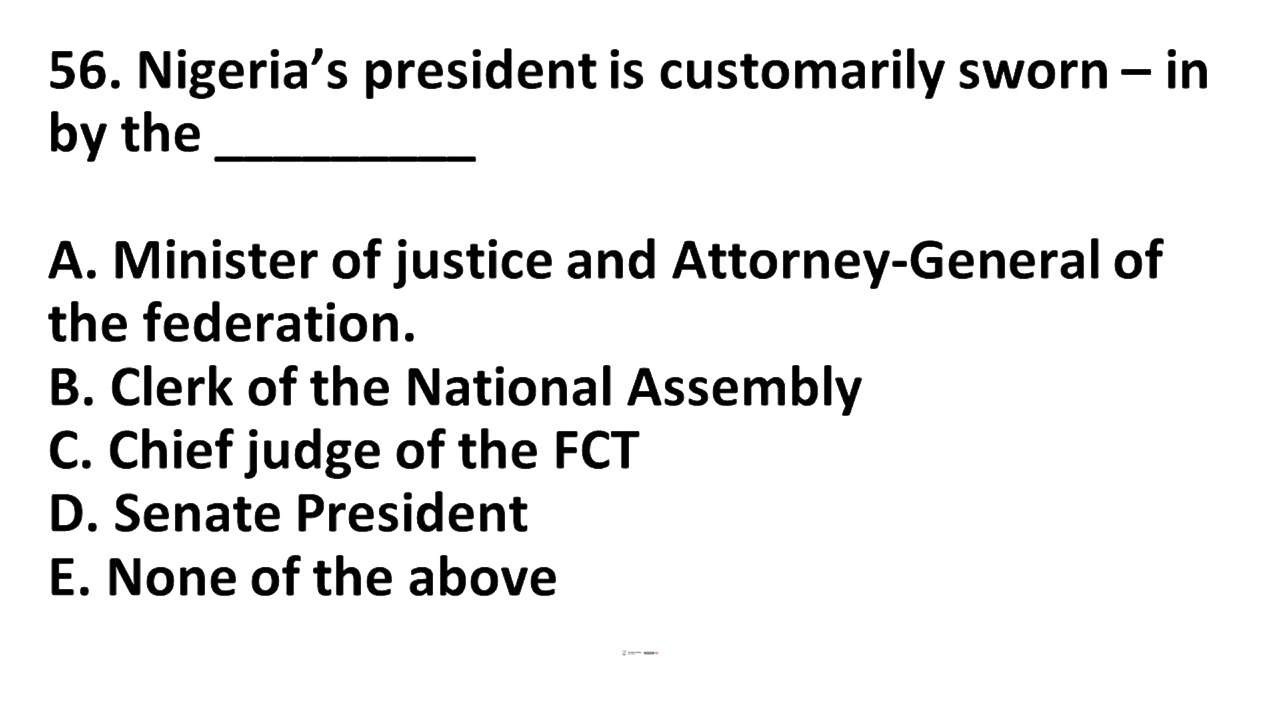 56. Nigeria’s president is customarily sworn – in
by the _________
A. Minister of justice and Attorney-General of
the federation.
B. Clerk of the National Assembly
C. Chief judge of the FCT
D. Senate President
E. None of the above